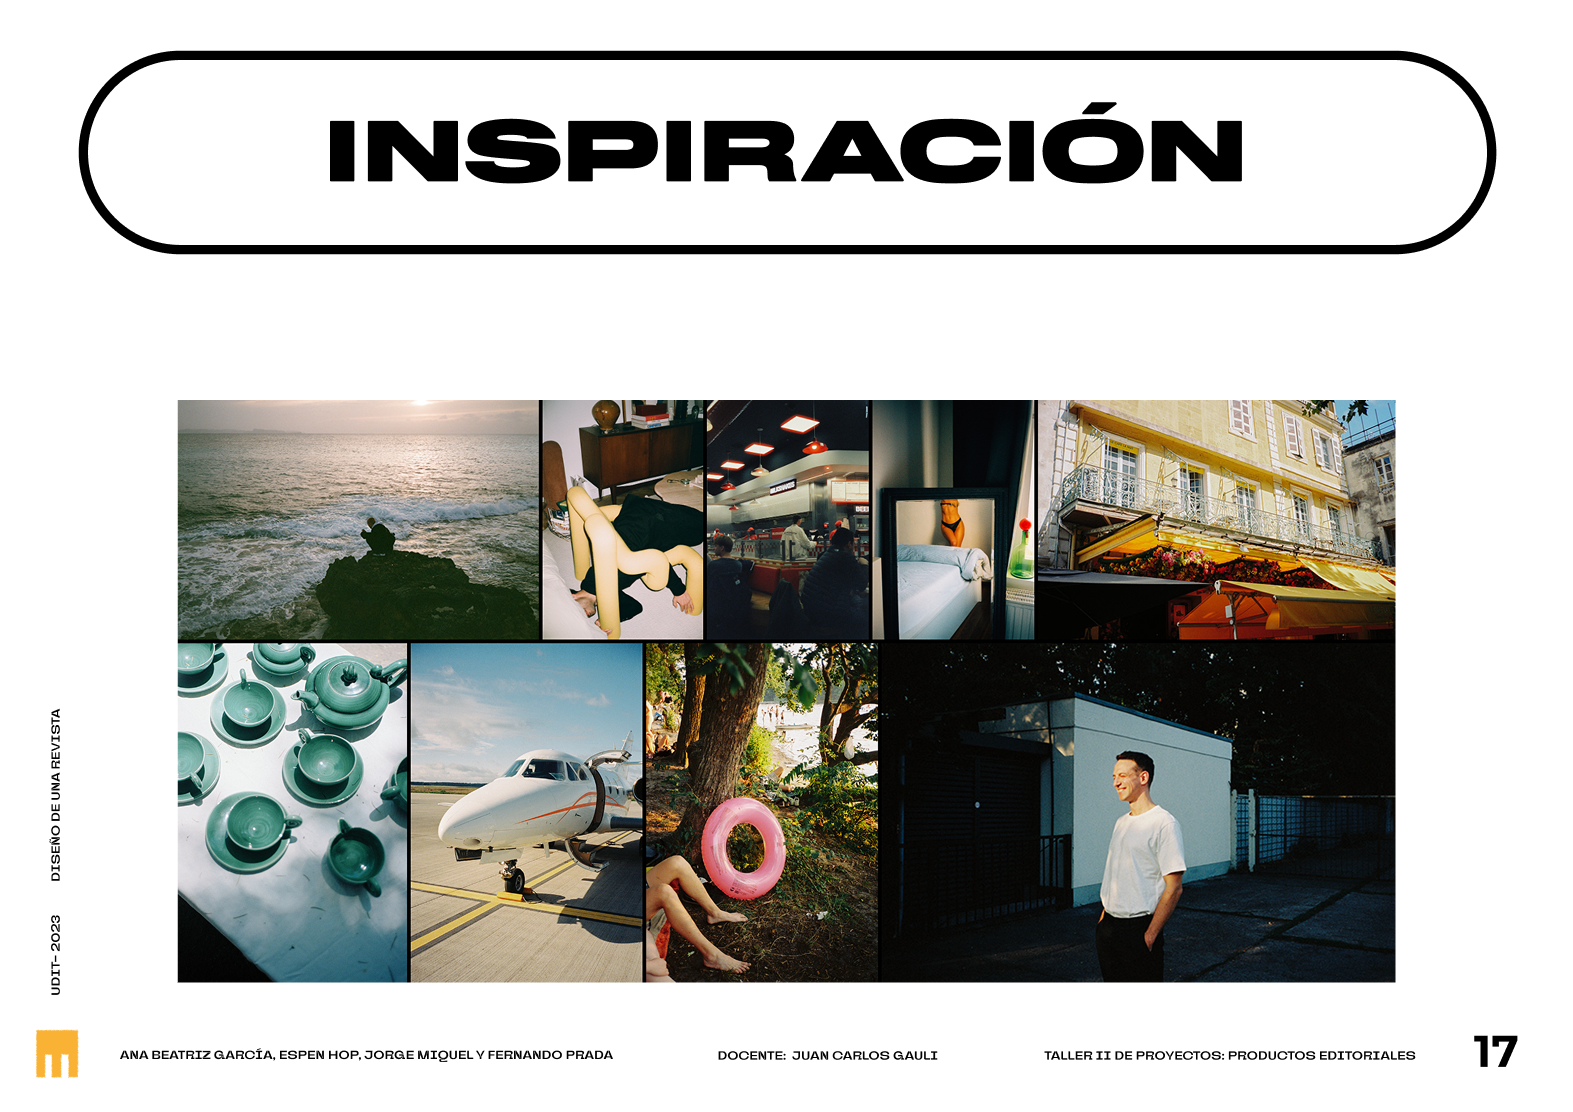 INSPIRACIÓN
UDIT- 2023 DISEÑO DE UNA REVISTA
ANA BEATRIZ GARCÍA, ESPEN HOP, JORGE MIQUEL Y FERNANDO PRADA
DOCENTE: JUAN CARLOS GAULI
TALLER II DE PROYECTOS: PRODUCTOS EDITORIALES
17